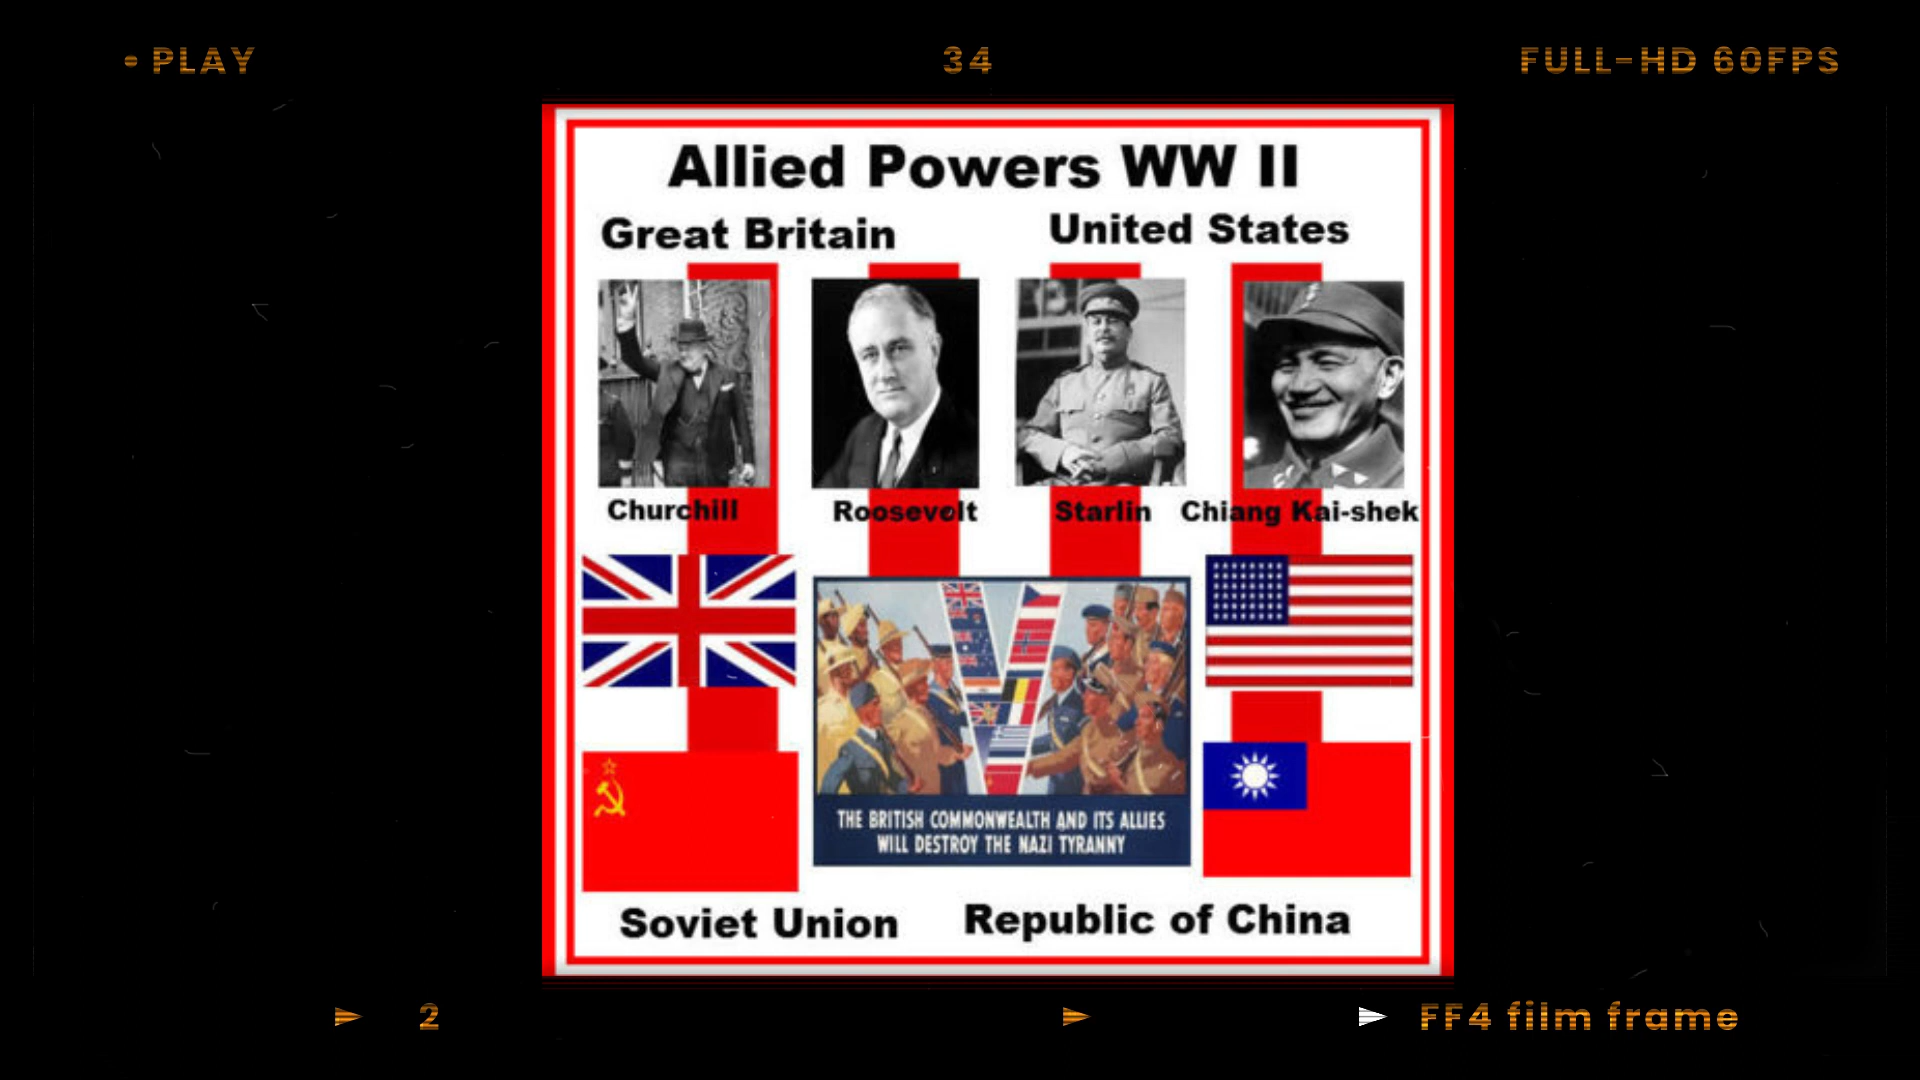 • PLAY
34
FULL-HD 60FPS
Allied Powers WW II
Great Britain
United States
Churchill
Roosevelt
Starlin
Chiang Kai-shek
THE BRITISH COMMONWEALTH AND ITS ALLIES
WILL DESTROY THE NAZI TYRANNY
Soviet Union
Republic of China
2
FF4 film frame